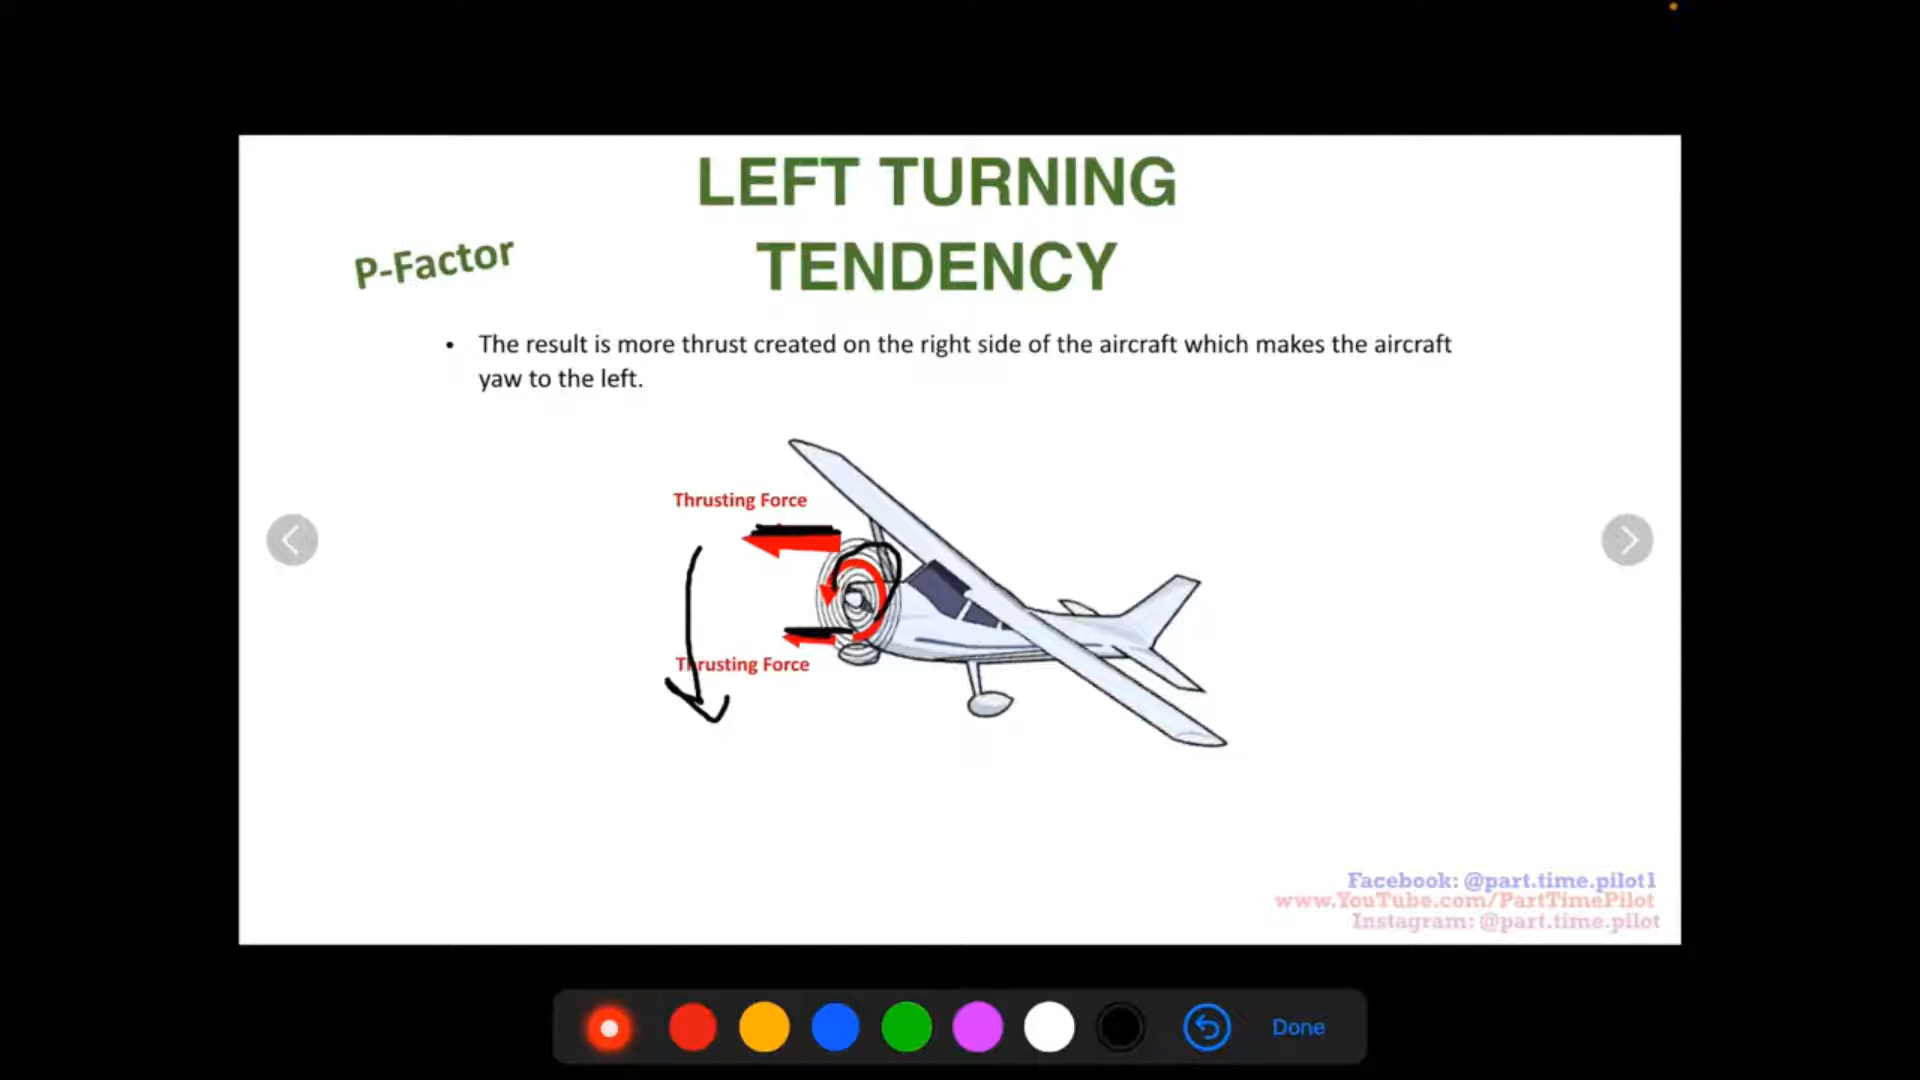 LEFT TURNING
TENDENCY
P-Factor
• The result is more thrust created on the right side of the aircraft which makes the aircraft
yaw to the left.
Thrusting Force
Thrusting Force
Facebook: @part.time.pilot1
www.YouTube.com/PartTimePilot
Instagram: @part.time.pilot
Done